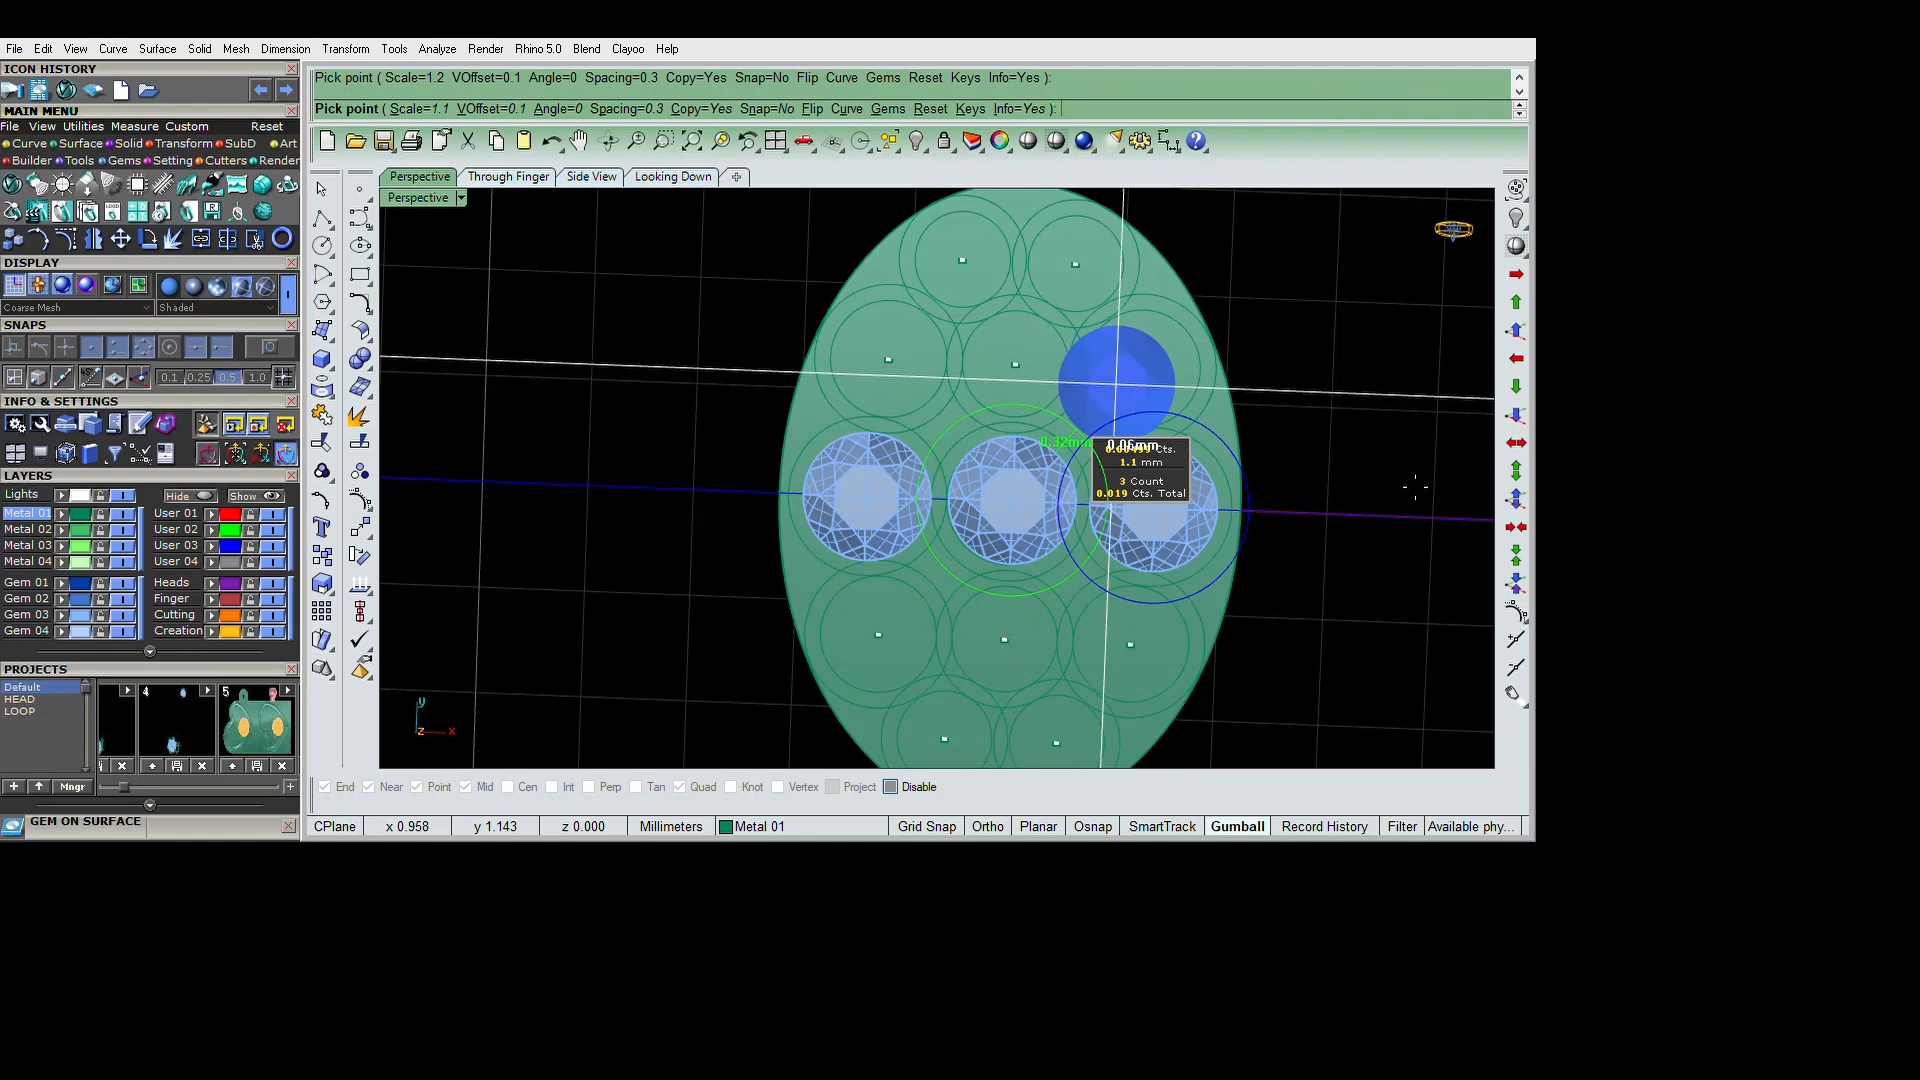 File Edit View Curve Surface Solid Mesh Dimension Transform Tools Analyze Render Rhino 5.0 Blend Clayoo Help
ICON HISTORY
MAIN MENU
File View Utilities Measure Custom Reset
Curve Surface Solid Transform SubD Art
Builder Tools Gems Setting Cutters Render
DISPLAY
Coarse Mesh Shaded
SNAPS
0.1 0.25 0.5 1.0
INFO & SETTINGS
LAYERS
Lights Hide Show
Metal 01 User 01
Metal 02 User 02
Metal 03 User 03
Metal 04 User 04
Gem 01 Heads
Gem 02 Finger
Gem 03 Cutting
Gem 04 Creation
PROJECTS
Default
HEAD
LOOP
4 5
Mngr
GEM ON SURFACE
Pick point ( Scale=1.2 VOffset=0.1 Angle=0 Spacing=0.3 Copy=Yes Snap=No Flip Curve Gems Reset Keys Info=Yes ):
Pick point ( Scale=1.1 VOffset=0.1 Angle=0 Spacing=0.3 Copy=Yes Snap=No Flip Curve Gems Reset Keys Info=Yes ):
Perspective Through Finger Side View Looking Down
Perspective
0.32mm 0.06mm
Cts.
1.1 mm
3 Count
0.019 Cts. Total
y
z x
End Near Point Mid Cen Int Perp Tan Quad Knot Vertex Project Disable
CPlane x 0.958 y 1.143 z 0.000 Millimeters Metal 01 Grid Snap Ortho Planar Osnap SmartTrack Gumball Record History Filter Available phy...